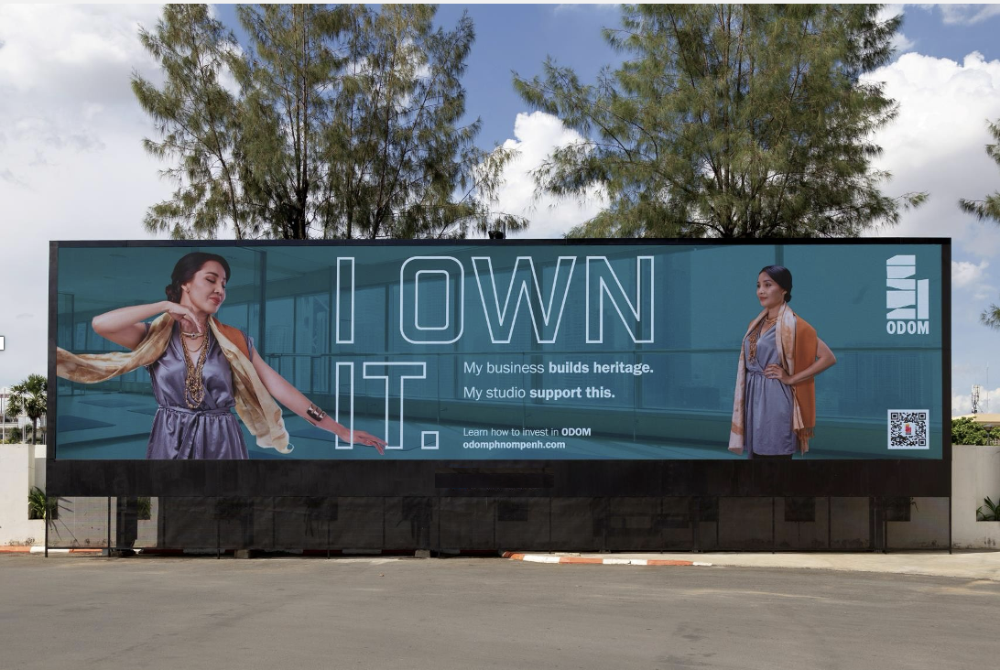 I OWN
IT.
My business builds heritage.
My studio support this.
Learn how to invest in ODOM
odomphnompenh.com
ODOM